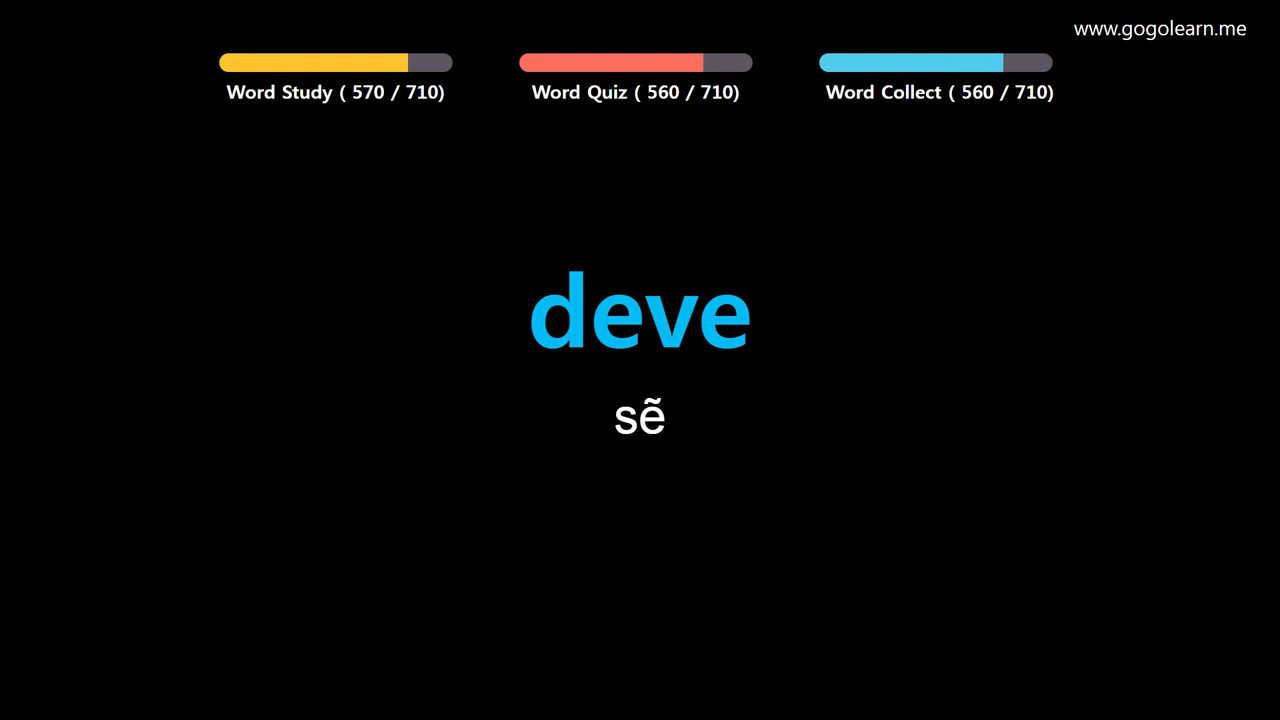 www.gogolearn.me
Word Study ( 570 / 710)
Word Quiz ( 560 / 710)
Word Collect ( 560 / 710)
deve
sẽ